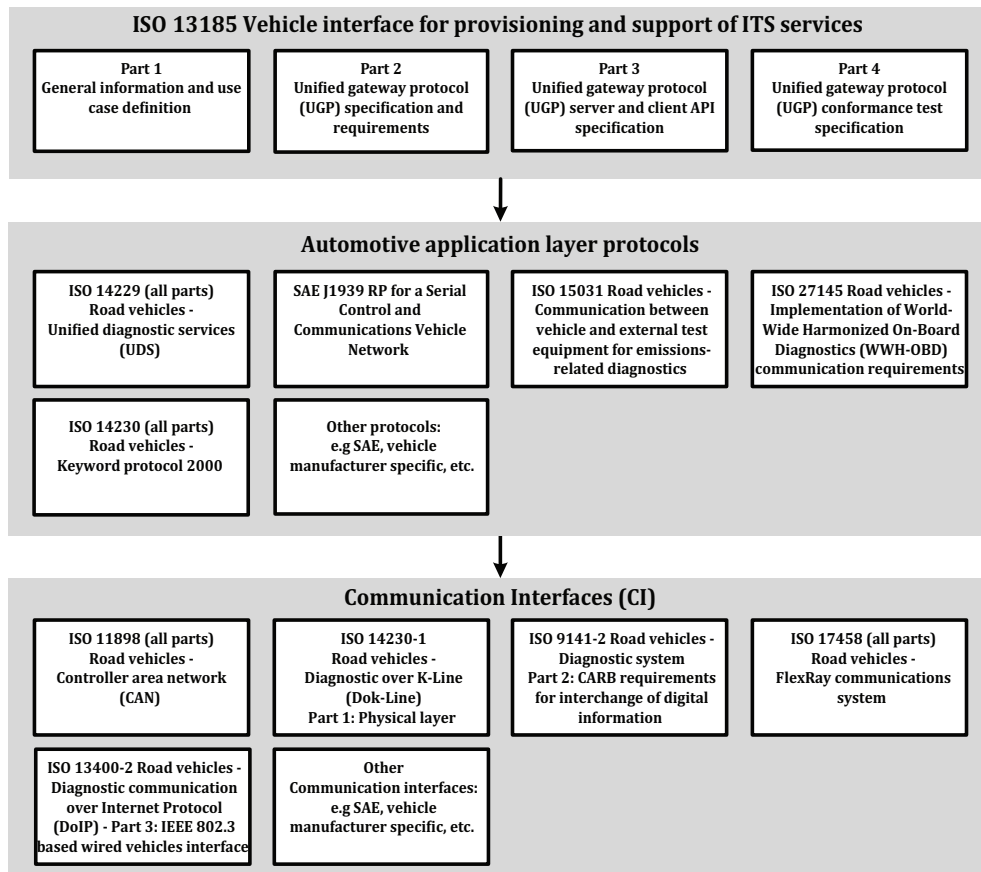 ISO 13185 Vehicle interface for provisioning and support of ITS services
Part 1
General information and use
case definition
Part 2
Unified gateway protocol
(UGP) specification and
requirements
Part 3
Unified gateway protocol
(UGP) server and client API
specification
Part 4
Unified gateway protocol
(UGP) conformance test
specification
Automotive application layer protocols
ISO 14229 (all parts)
Road vehicles -
Unified diagnostic services
(UDS)
SAE J1939 RP for a Serial
Control and
Communications Vehicle
Network
ISO 15031 Road vehicles -
Communication between
vehicle and external test
equipment for emissions-
related diagnostics
ISO 27145 Road vehicles -
Implementation of World-
Wide Harmonized On-Board
Diagnostics (WWH-OBD)
communication requirements
ISO 14230 (all parts)
Road vehicles -
Keyword protocol 2000
Other protocols:
e.g SAE, vehicle
manufacturer specific, etc.
Communication Interfaces (CI)
ISO 11898 (all parts)
Road vehicles -
Controller area network
(CAN)
ISO 14230-1
Road vehicles -
Diagnostic over K-Line
(Dok-Line)
Part 1: Physical layer
ISO 9141-2 Road vehicles -
Diagnostic system
Part 2: CARB requirements
for interchange of digital
information
ISO 17458 (all parts)
Road vehicles -
FlexRay communications
system
ISO 13400-2 Road vehicles -
Diagnostic communication
over Internet Protocol
(DoIP) - Part 3: IEEE 802.3
based wired vehicles interface
Other
Communication interfaces:
e.g SAE, vehicle
manufacturer specific, etc.